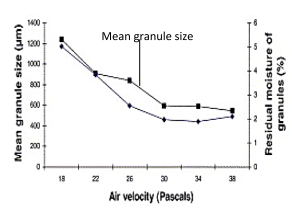 1400
1200
1000
800
600
400
200
0
Mean granule size (µm)
Mean granule size
6
5
4
3
2
1
0
Residual moisture of
granules (%)
18 22 26 30 34 38
Air velocity (Pascals)